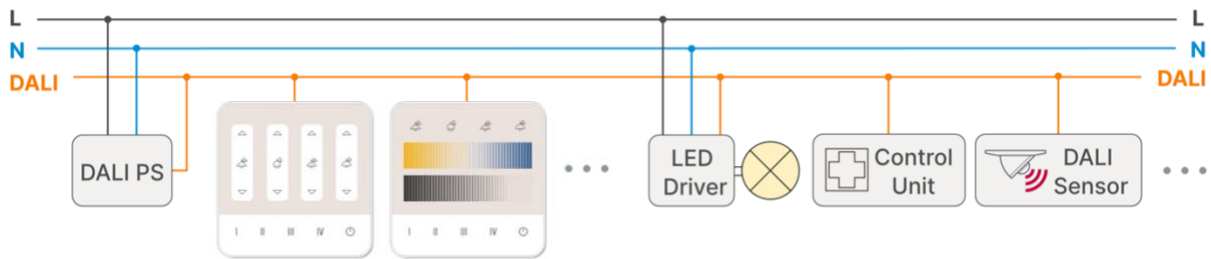 L L
N N
DALI DALI
DALI PS
I II III IV
I II III IV
LED
Driver
Control
Unit
DALI
Sensor